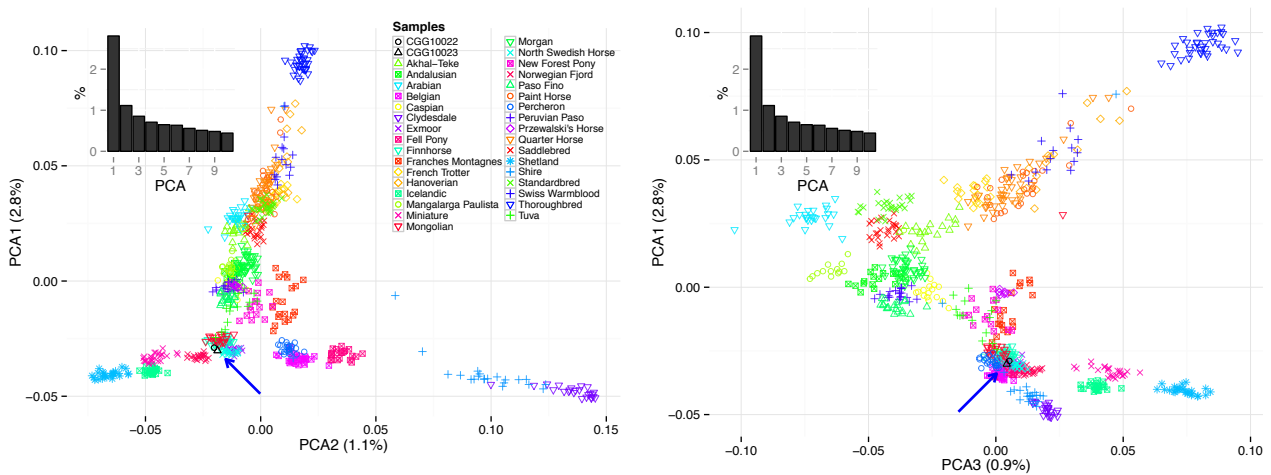 Samples
CGG10022
CGG10023
Akhal−Teke
Andalusian
Arabian
Belgian
Caspian
Clydesdale
Exmoor
Fell Pony
Finnhorse
Franches Montagnes
French Trotter
Hanoverian
Icelandic
Mangalarga Paulista
Miniature
Mongolian
Morgan
North Swedish Horse
New Forest Pony
Norwegian Fjord
Paso Fino
Paint Horse
Percheron
Peruvian Paso
Przewalski's Horse
Quarter Horse
Saddlebred
Shetland
Shire
Standardbred
Swiss Warmblood
Thoroughbred
Tuva
%
2
1
0
1 3 5 7 9
PCA
PCA1 (2.8%)
0.10
0.05
0.00
−0.05
−0.05 0.00 0.05 0.10 0.15
PCA2 (1.1%)
%
2
1
0
1 3 5 7 9
PCA
PCA1 (2.8%)
0.10
0.05
0.00
−0.05
−0.10 −0.05 0.00 0.05 0.10
PCA3 (0.9%)